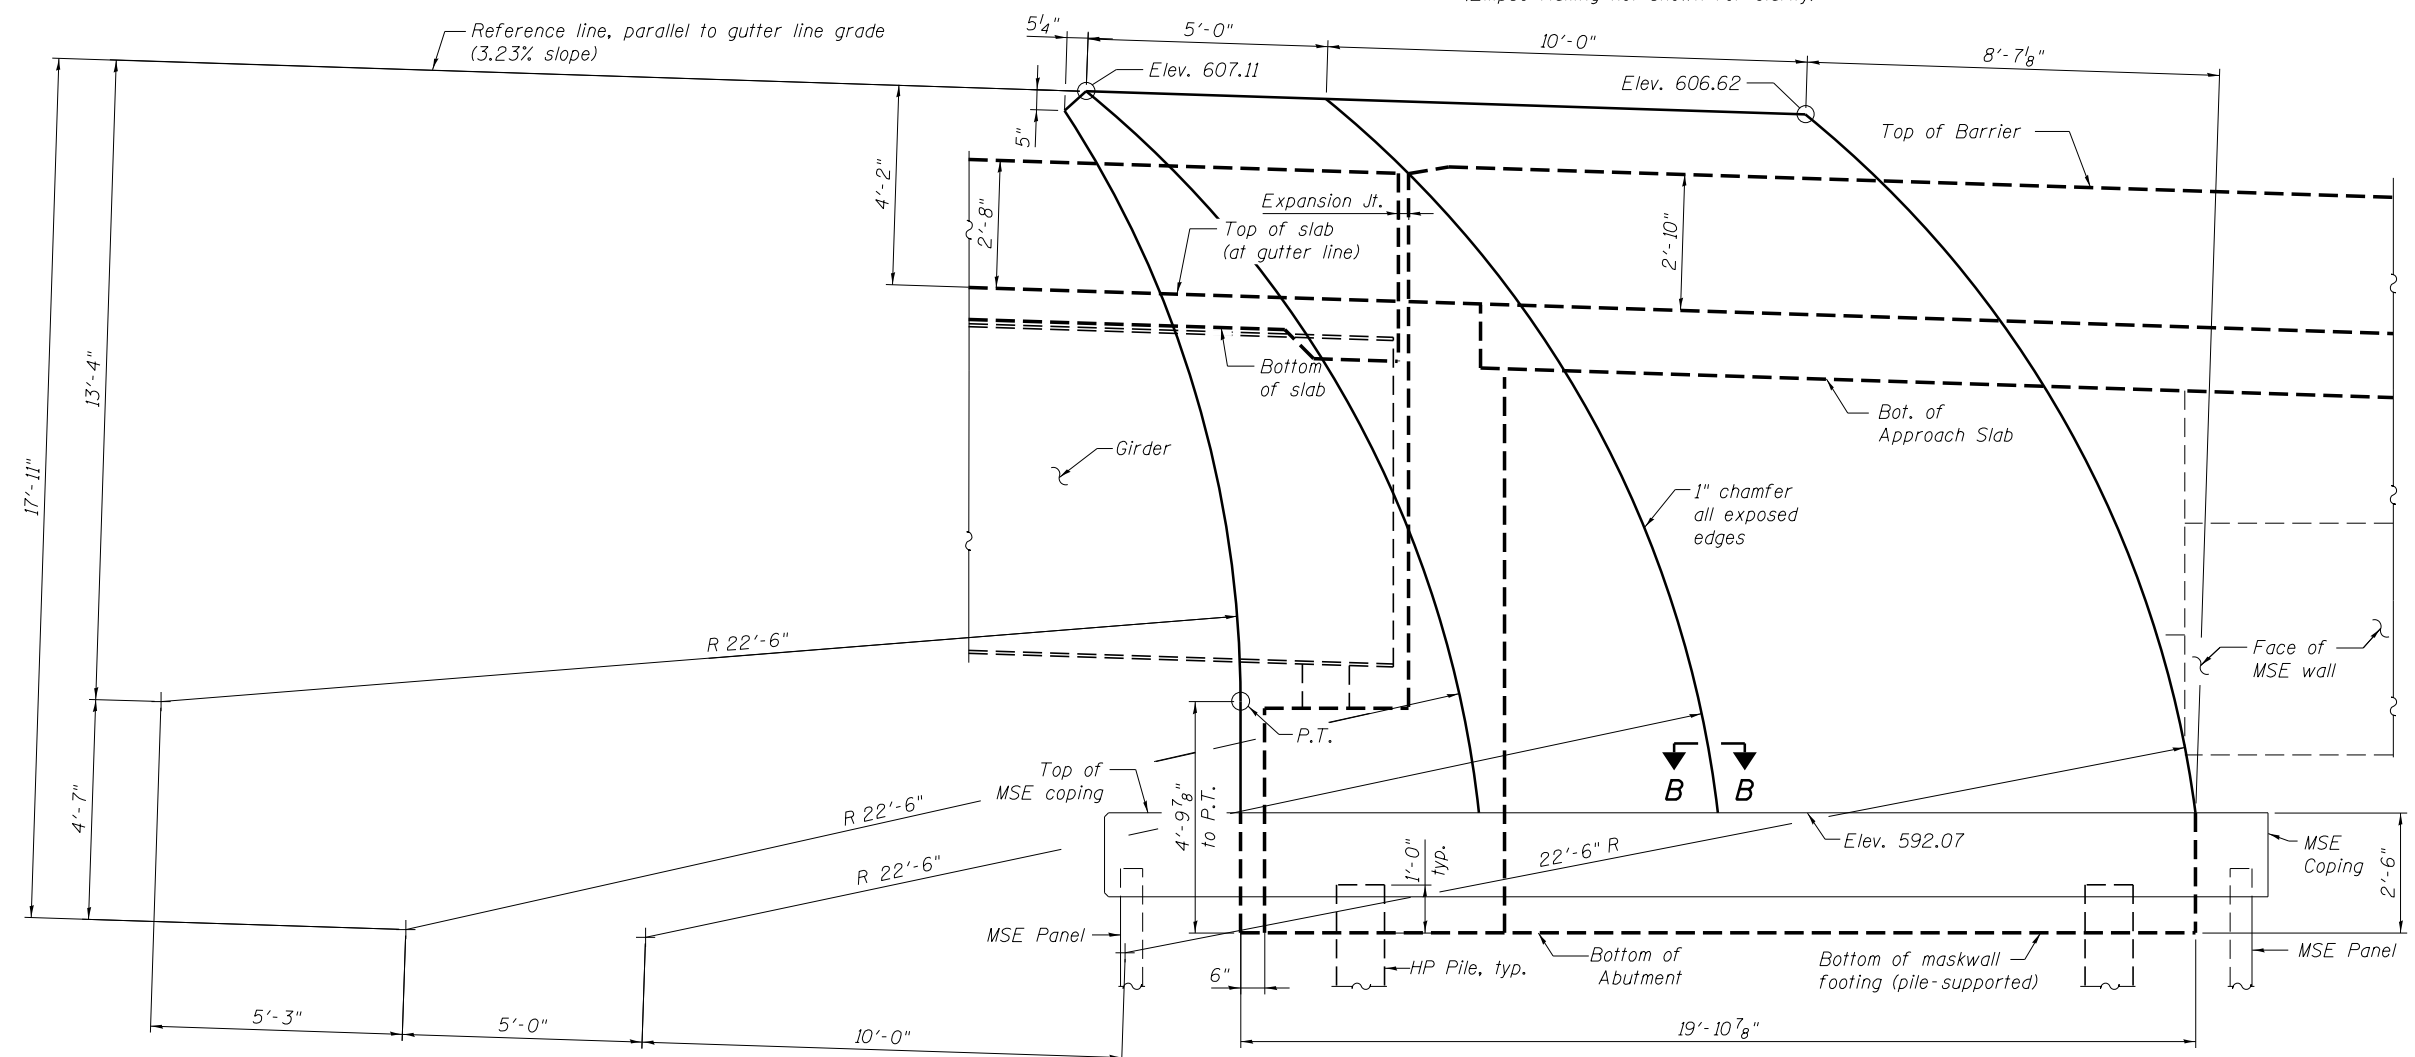 Reference line, parallel to gutter line grade
(3.23% slope)
5¼"
5'-0"
10'-0"
8'-7⅛"
Elev. 607.11
Elev. 606.62
Top of Barrier
5"
4'-2"
2'-8"
Expansion Jt.
Top of slab
(at gutter line)
2'-10"
13'-4"
17'-11"
Bottom
of slab
Bot. of
Approach Slab
Girder
1" chamfer
all exposed
edges
R 22'-6"
Face of
MSE wall
P.T.
4'-7"
Top of
MSE coping
4'-9⅞"
to P.T.
B B
R 22'-6"
R 22'-6"
22'-6" R
1'-0"
typ.
Elev. 592.07
MSE
Coping
2'-6"
MSE Panel
HP Pile, typ.
Bottom of
Abutment
Bottom of maskwall
footing (pile-supported)
MSE Panel
6"
5'-3"
5'-0"
10'-0"
19'-10⅞"